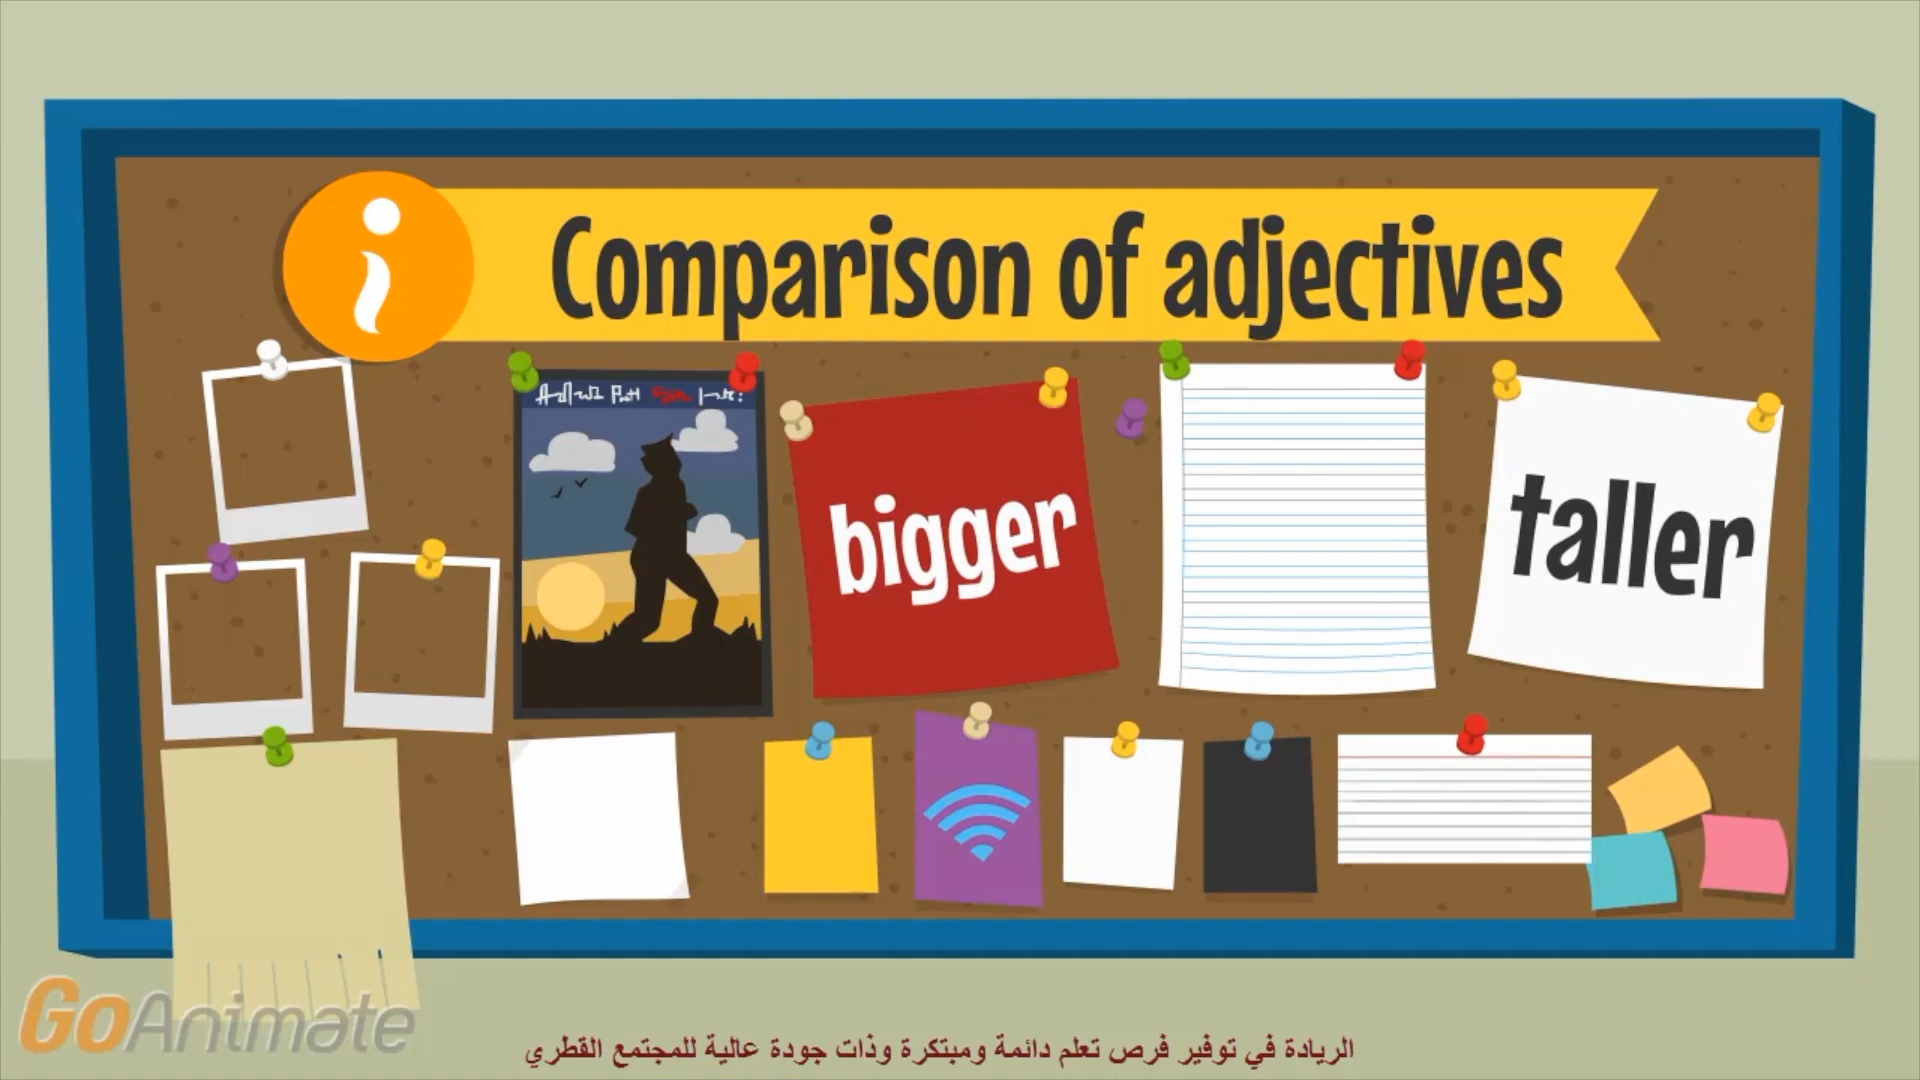 Comparison of adjectives
bigger
taller
GoAnimate
الريادة في توفير فرص تعلم دائمة ومبتكرة وذات جودة عالية للمجتمع القطري